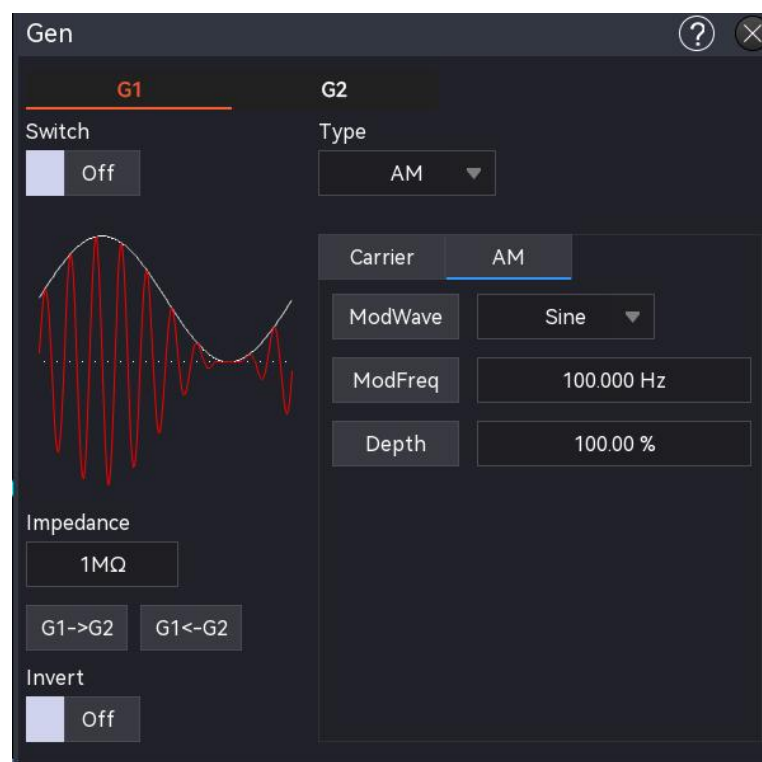 Gen ?
G1 G2
Switch Type
Off AM
Carrier AM
ModWave Sine
ModFreq 100.000 Hz
Depth 100.00 %
Impedance
1MΩ
G1->G2 G1<-G2
Invert
Off